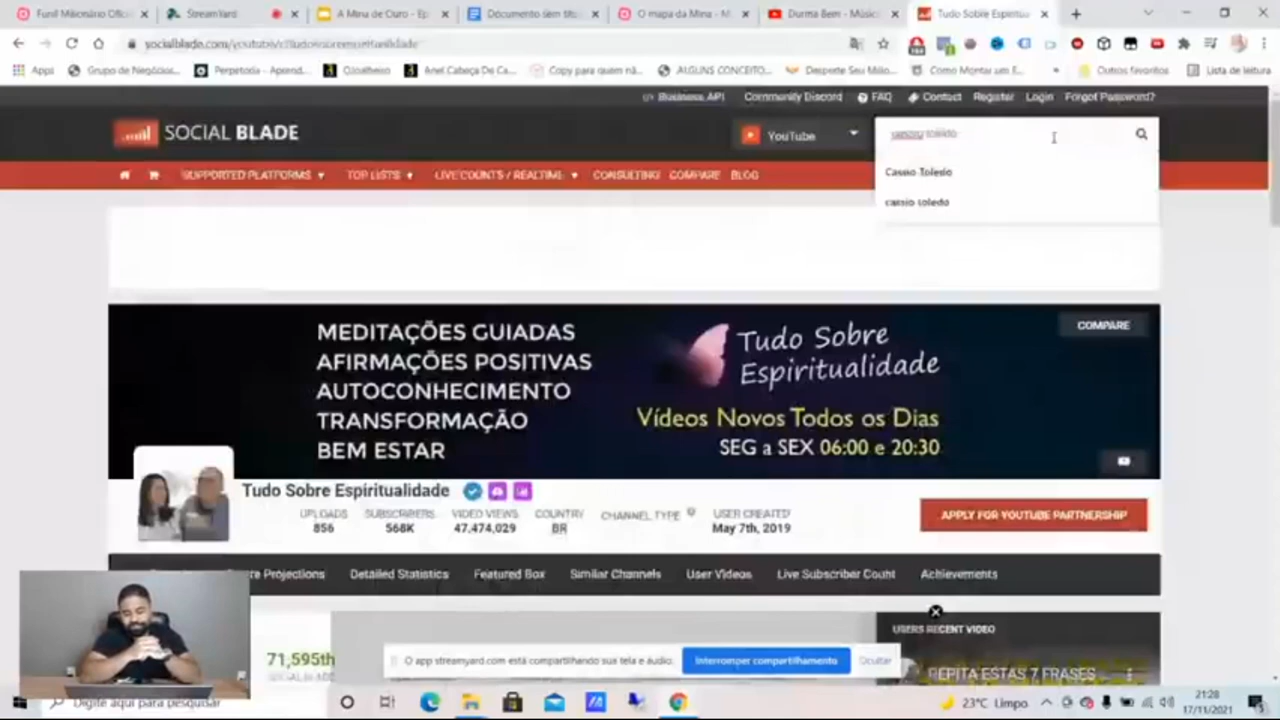 Funil Milionário Ofici
StreamYard
A Mina de Ouro - Ep
Documento sem títu
O mapa da Mina - M
Durma Bem - Músic
Tudo Sobre Espiritua
Apps
Grupo de Negócios...
Perpetoria - Aprend...
Ojoalheiro
Anel Cabeça De Ca...
Copy para quem nã...
ALGUNS CONCEITO...
Desperte Seu Milio...
Como Montar um E...
Outros favoritos
Lista de leitura
Business API
Community Discord
FAQ
Contact
Register
Login
Forgot Password?
SOCIAL BLADE
YouTube
Cassio Toledo
cassio toledo
SUPPORTED PLATFORMS
TOP LISTS
LIVE COUNTS / REALTIME
CONSULTING
COMPARE
BLOG
MEDITAÇÕES GUIADAS
AFIRMAÇÕES POSITIVAS
AUTOCONHECIMENTO
TRANSFORMAÇÃO
BEM ESTAR
Tudo Sobre
Espiritualidade
Vídeos Novos Todos os Dias
SEG a SEX 06:00 e 20:30
COMPARE
Tudo Sobre Espiritualidade
UPLOADS
856
SUBSCRIBERS
568K
VIDEO VIEWS
47,474,029
COUNTRY
BR
CHANNEL TYPE
USER CREATED
May 7th, 2019
APPLY FOR YOUTUBE PARTNERSHIP
Projections
Detailed Statistics
Featured Box
Similar Channels
User Videos
Live Subscriber Count
Achievements
71,595th
USERS RECENT VIDEO
REPITA ESTAS 7 FRASES
O app streamyard.com está compartilhando sua tela e áudio.
Interromper compartilhamento
Ocultar
Digite aqui para pesquisar
23°C Limpo
21:28
17/11/2021